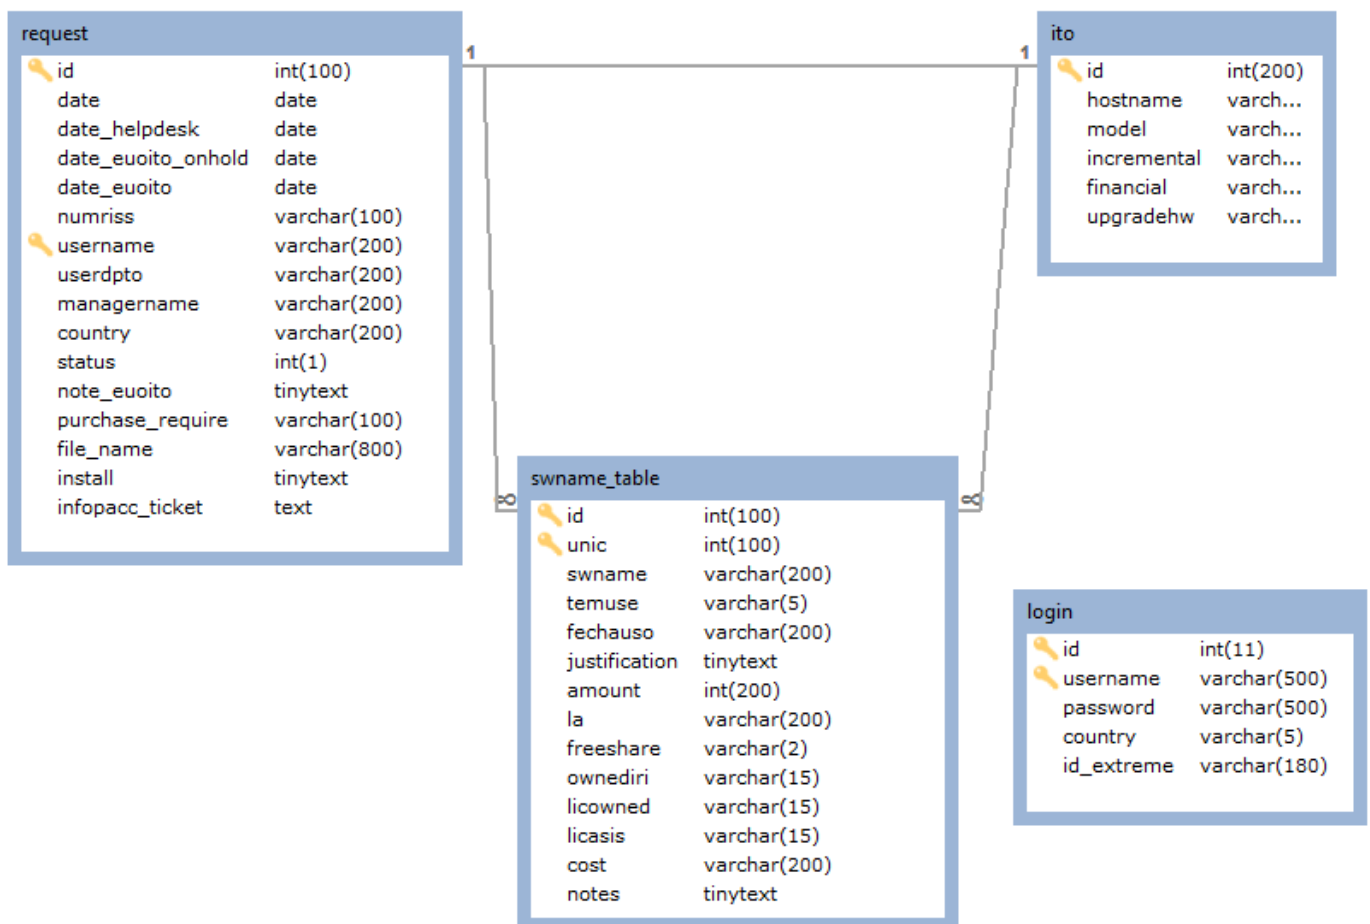 request
id int(100)
date date
date_helpdesk date
date_euoito_onhold date
date_euoito date
numriss varchar(100)
username varchar(200)
userdpto varchar(200)
managername varchar(200)
country varchar(200)
status int(1)
note_euoito tinytext
purchase_require varchar(100)
file_name varchar(800)
install tinytext
infopacc_ticket text
1
1
ito
id int(200)
hostname varch...
model varch...
incremental varch...
financial varch...
upgradehw varch...
∞
∞
swname_table
id int(100)
unic int(100)
swname varchar(200)
temuse varchar(5)
fechauso varchar(200)
justification tinytext
amount int(200)
la varchar(200)
freeshare varchar(2)
ownediri varchar(15)
licowned varchar(15)
licasis varchar(15)
cost varchar(200)
notes tinytext
login
id int(11)
username varchar(500)
password varchar(500)
country varchar(5)
id_extreme varchar(180)